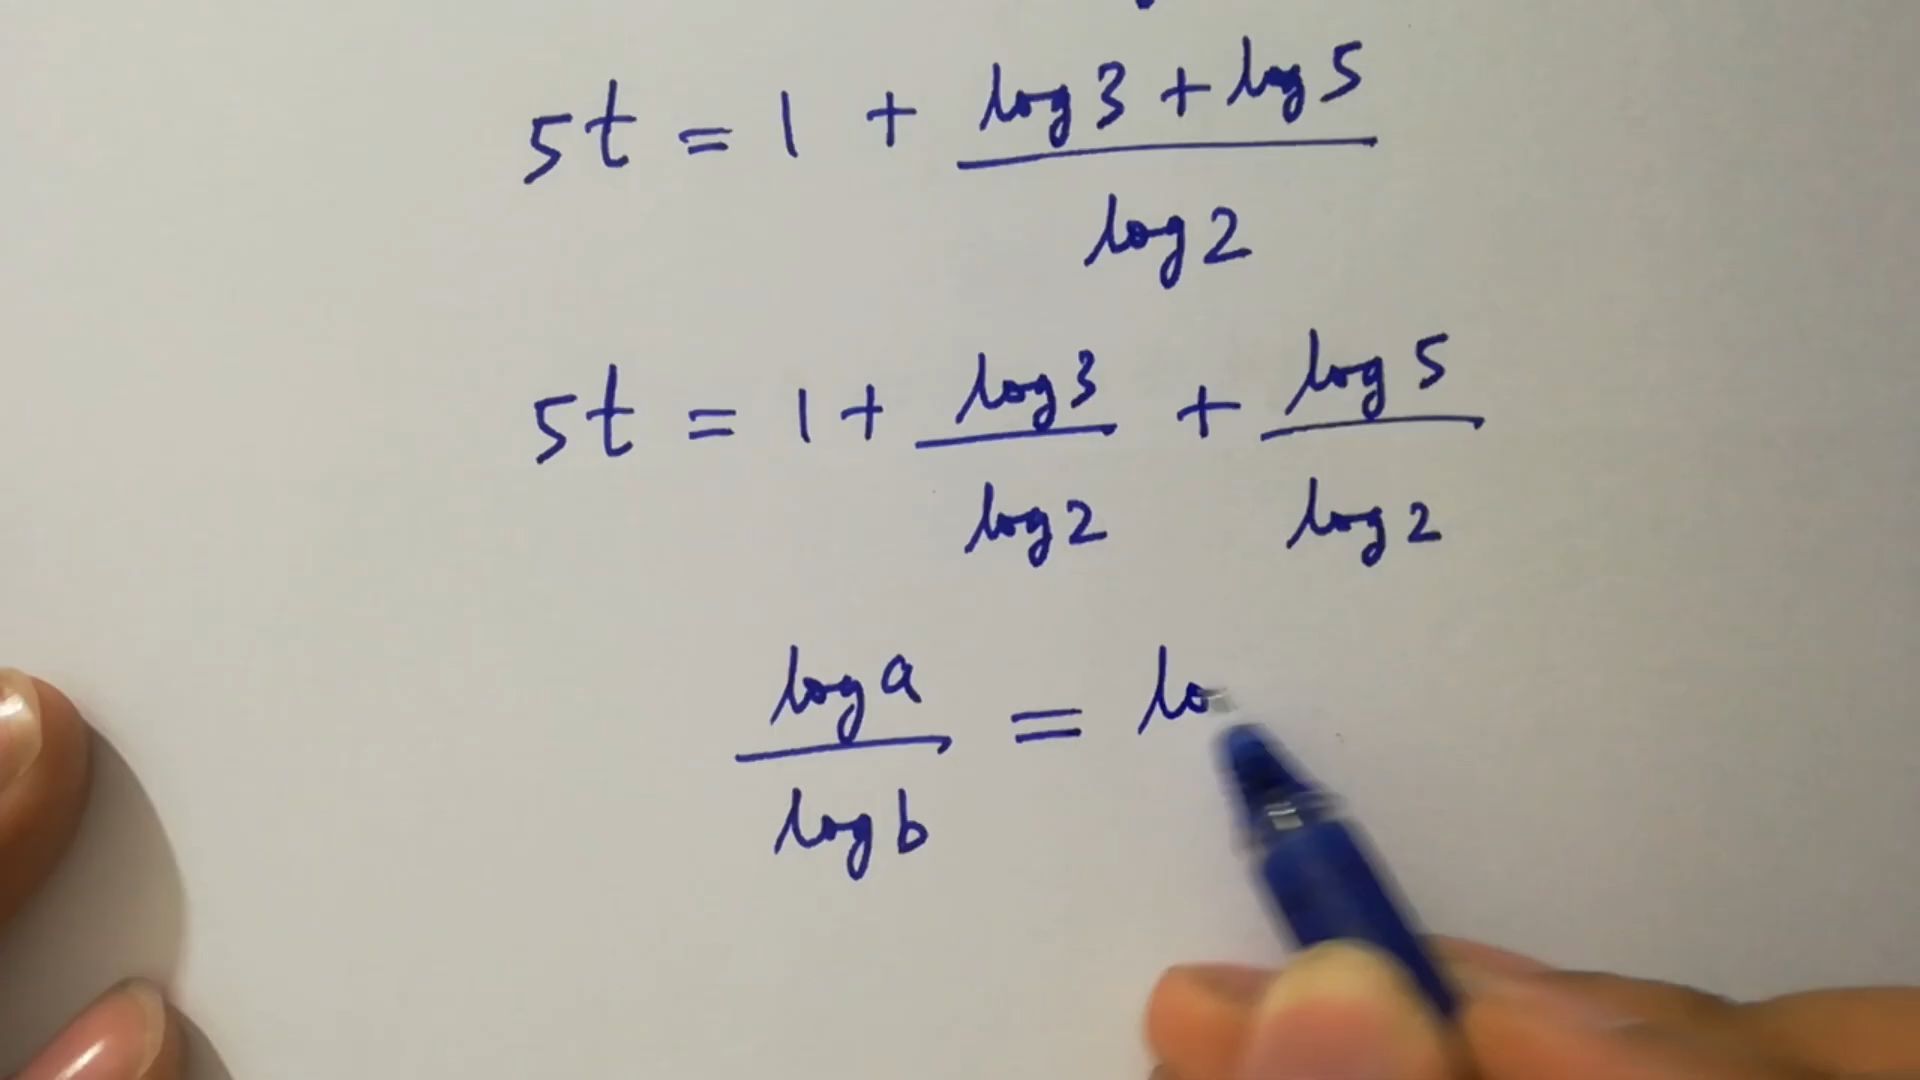 5t = 1 + (log 3 + log 5) / log 2
5t = 1 + log 3 / log 2 + log 5 / log 2
log a / log b = lo